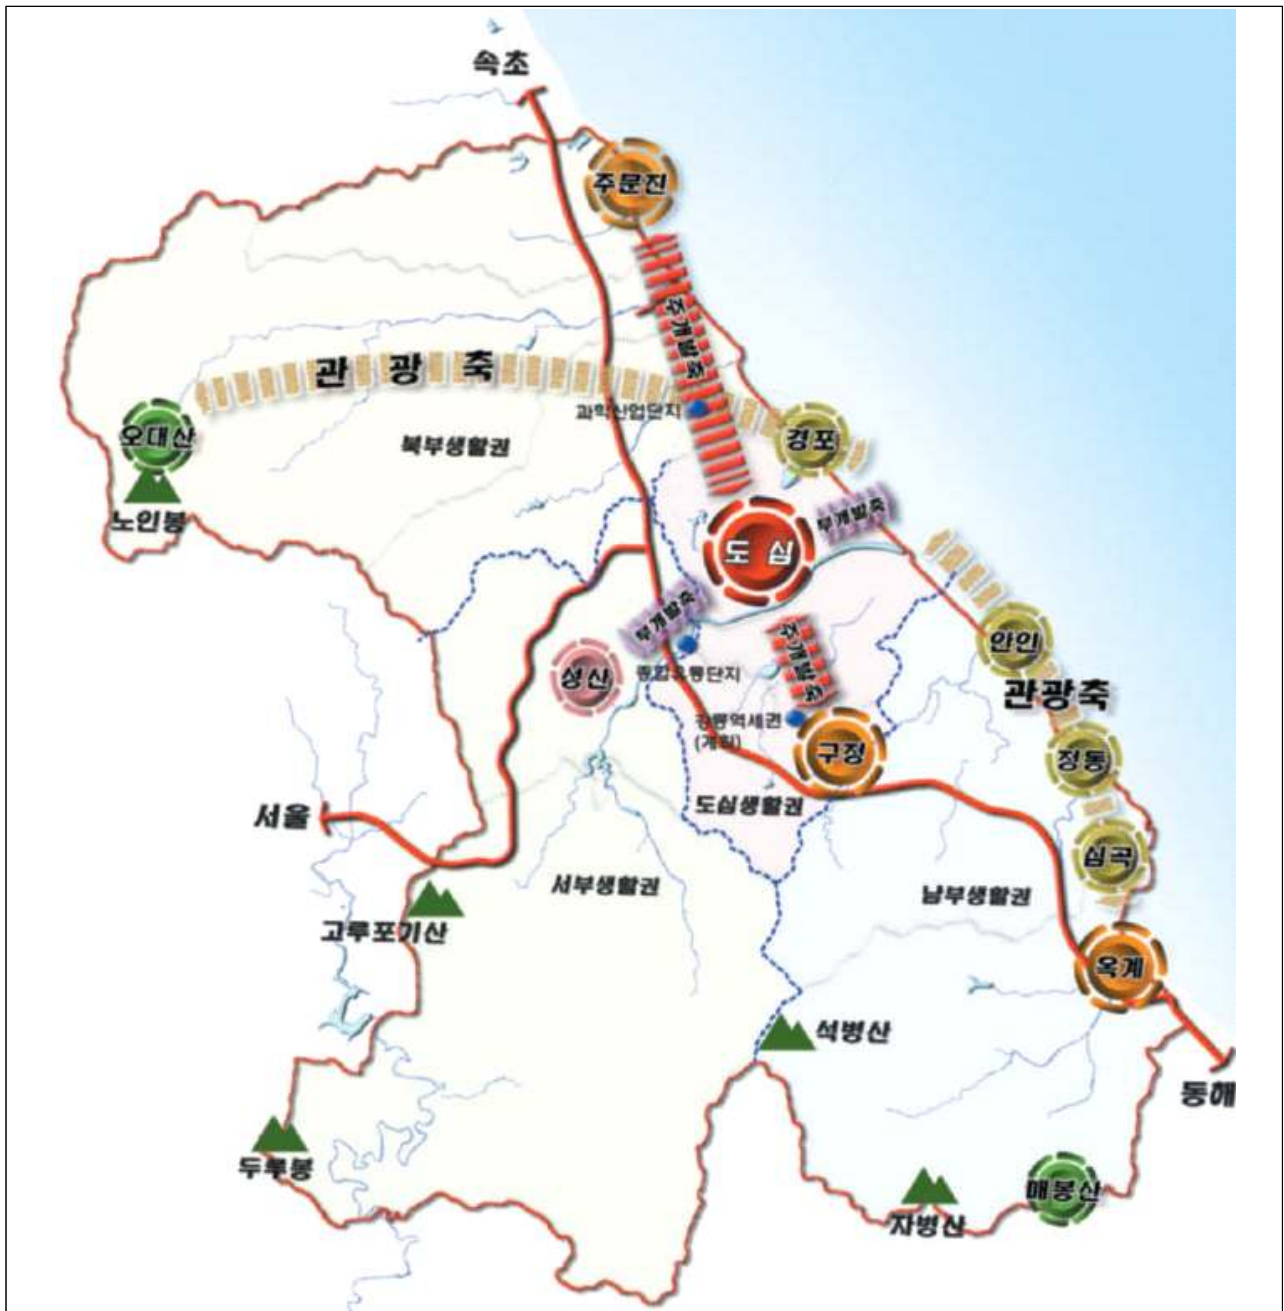 속초
주문진
주개발축
관광축
과학산업단지
오대산
경포
북부생활권
노인봉
부개발축
도심
부개발축
주개발축
안인
성산
종합유통단지
관광축
강릉역세권
(계획)
구정
정동
서울
도심생활권
심곡
서부생활권
남부생활권
고루포기산
옥계
석병산
동해
두루봉
매봉산
자병산